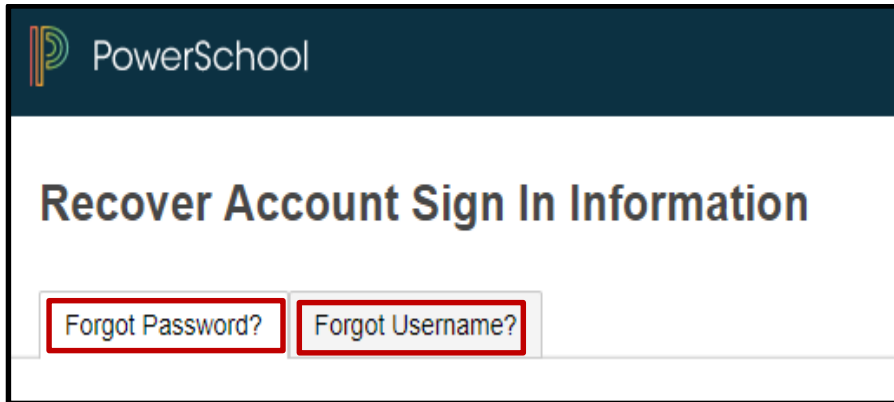 PowerSchool
Recover Account Sign In Information
Forgot Password? Forgot Username?